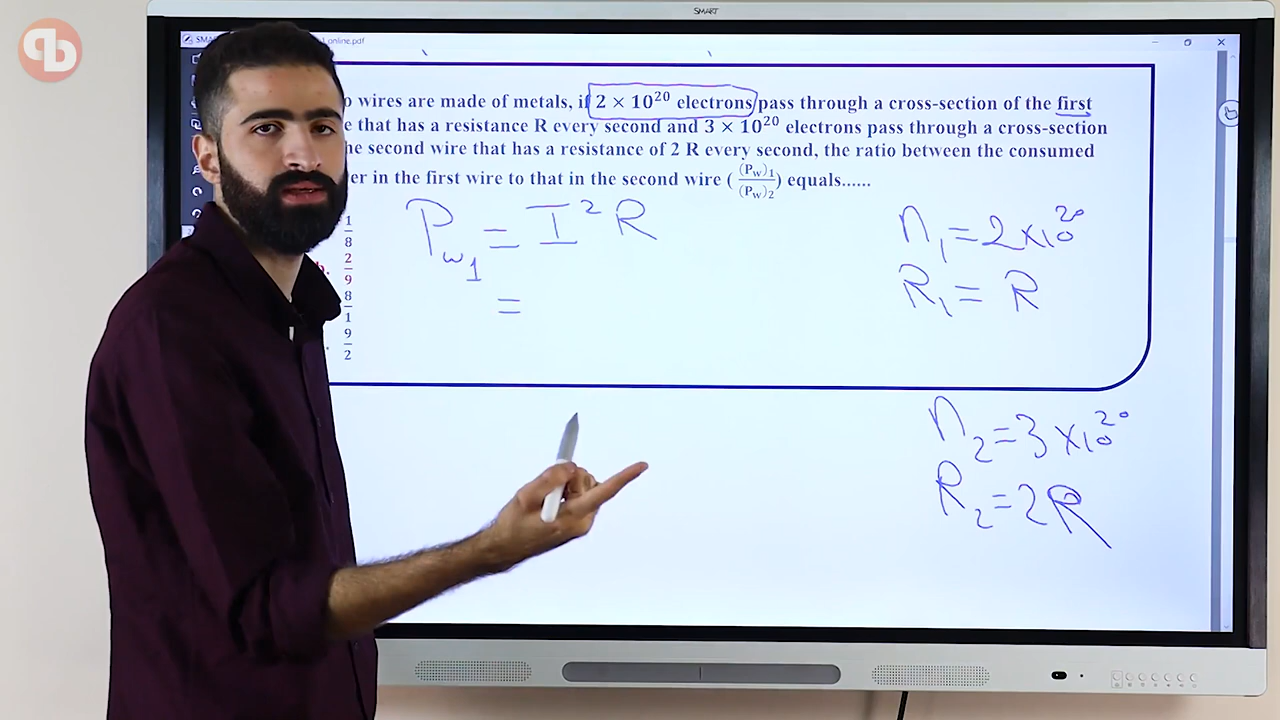 SMART
online.pdf
wires are made of metals, if 2 × 10²⁰ electrons pass through a cross-section of the first
that has a resistance R every second and 3 × 10²⁰ electrons pass through a cross-section
second wire that has a resistance of 2 R every second, the ratio between the consumed
in the first wire to that in the second wire ( (P_w)₁ / (P_w)₂ ) equals......
1/8
b. 2/9
8/1
9/2
P_w1 = I² R
=
n₁ = 2×10²⁰
R₁ = R
n₂ = 3×10²⁰
R₂ = 2R